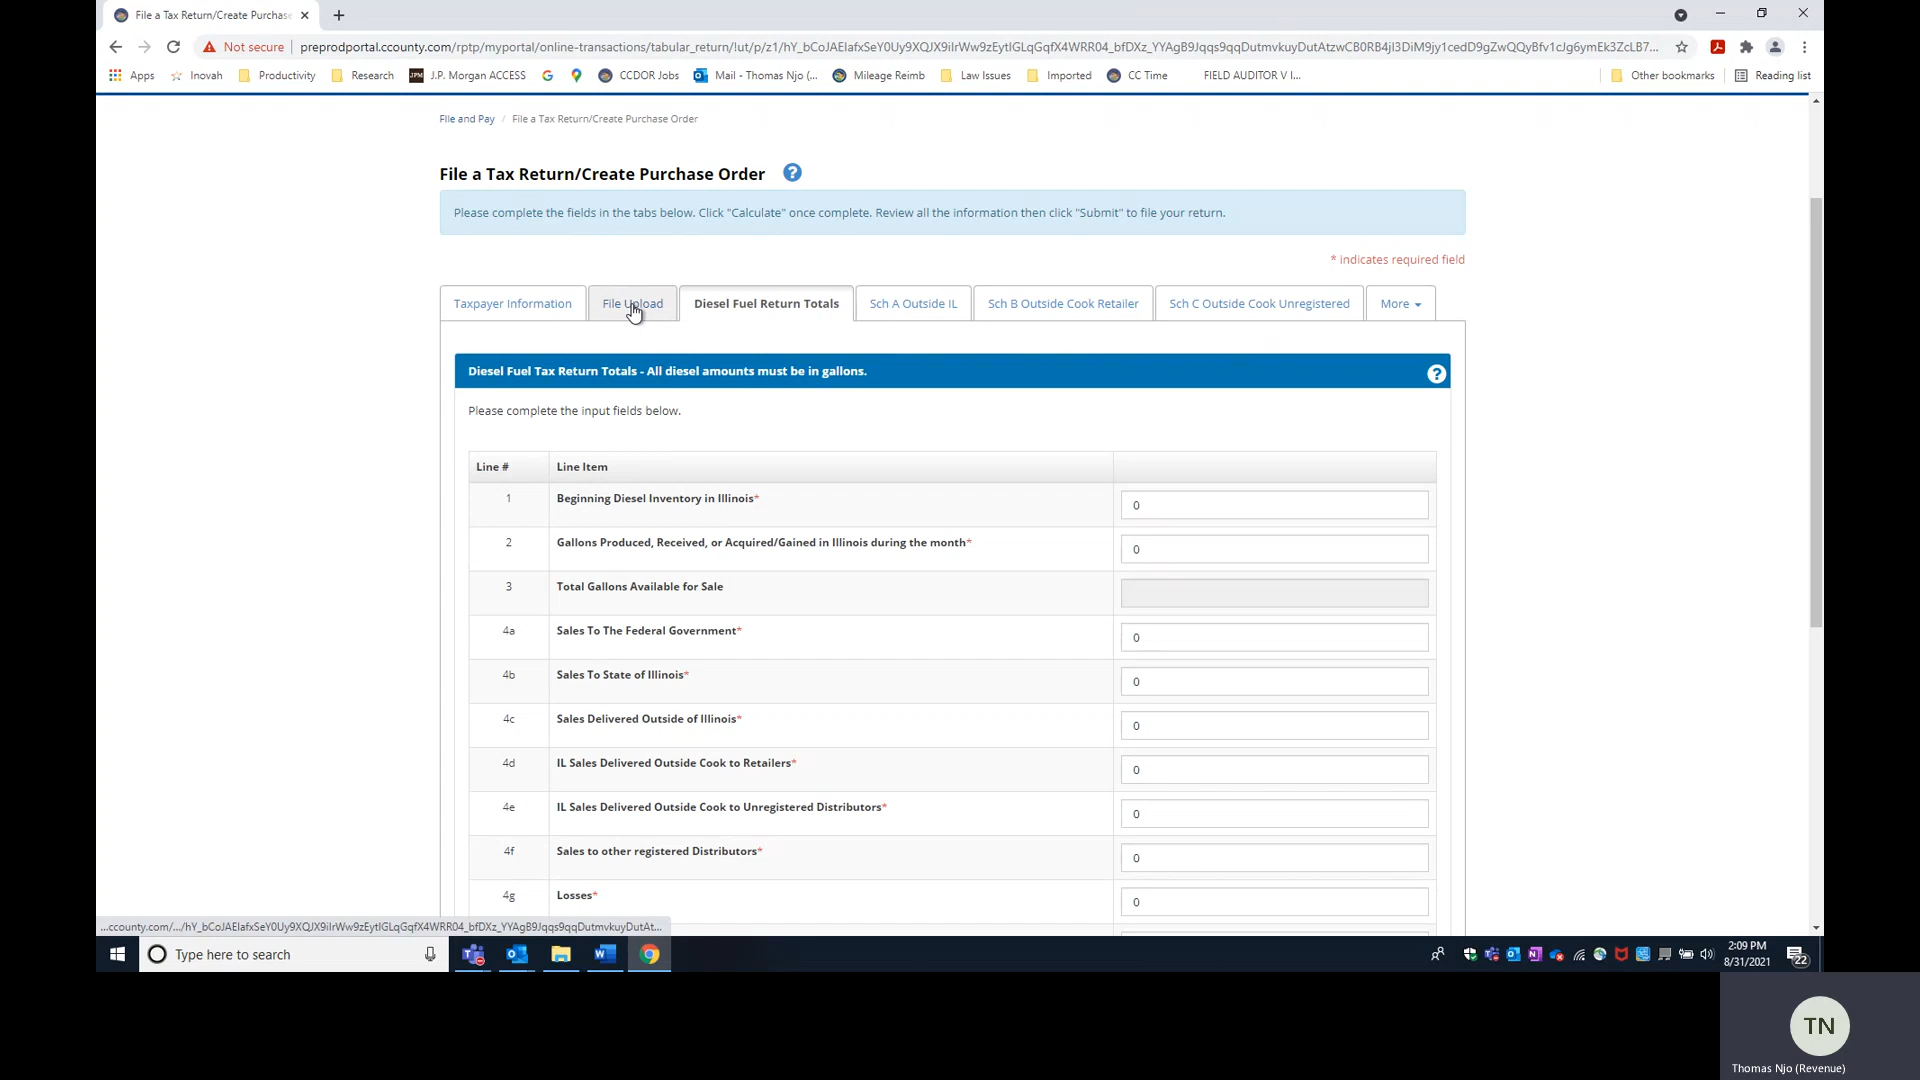 File a Tax Return/Create Purchase
Not secure
preprodportal.ccounty.com/rptp/myportal/online-transactions/tabular_return/!ut/p/z1/
Apps
Inovah
Productivity
Research
JPM
J.P. Morgan ACCESS
CCDOR Jobs
Mail - Thomas Njo (...
Mileage Reimb
Law Issues
Imported
CC Time
FIELD AUDITOR V I...
Other bookmarks
Reading list
File and Pay / File a Tax Return/Create Purchase Order
File a Tax Return/Create Purchase Order ?
Please complete the fields in the tabs below. Click "Calculate" once complete. Review all the information then click "Submit" to file your return.
* indicates required field
Taxpayer Information
File Upload
Diesel Fuel Return Totals
Sch A Outside IL
Sch B Outside Cook Retailer
Sch C Outside Cook Unregistered
More
Diesel Fuel Tax Return Totals - All diesel amounts must be in gallons. ?
Please complete the input fields below.
Line # Line Item
1 Beginning Diesel Inventory in Illinois* 0
2 Gallons Produced, Received, or Acquired/Gained in Illinois during the month* 0
3 Total Gallons Available for Sale
4a Sales To The Federal Government* 0
4b Sales To State of Illinois* 0
4c Sales Delivered Outside of Illinois* 0
4d IL Sales Delivered Outside Cook to Retailers* 0
4e IL Sales Delivered Outside Cook to Unregistered Distributors* 0
4f Sales to other registered Distributors* 0
4g Losses* 0
Type here to search
2:09 PM
8/31/2021
22
TN
Thomas Njo (Revenue)